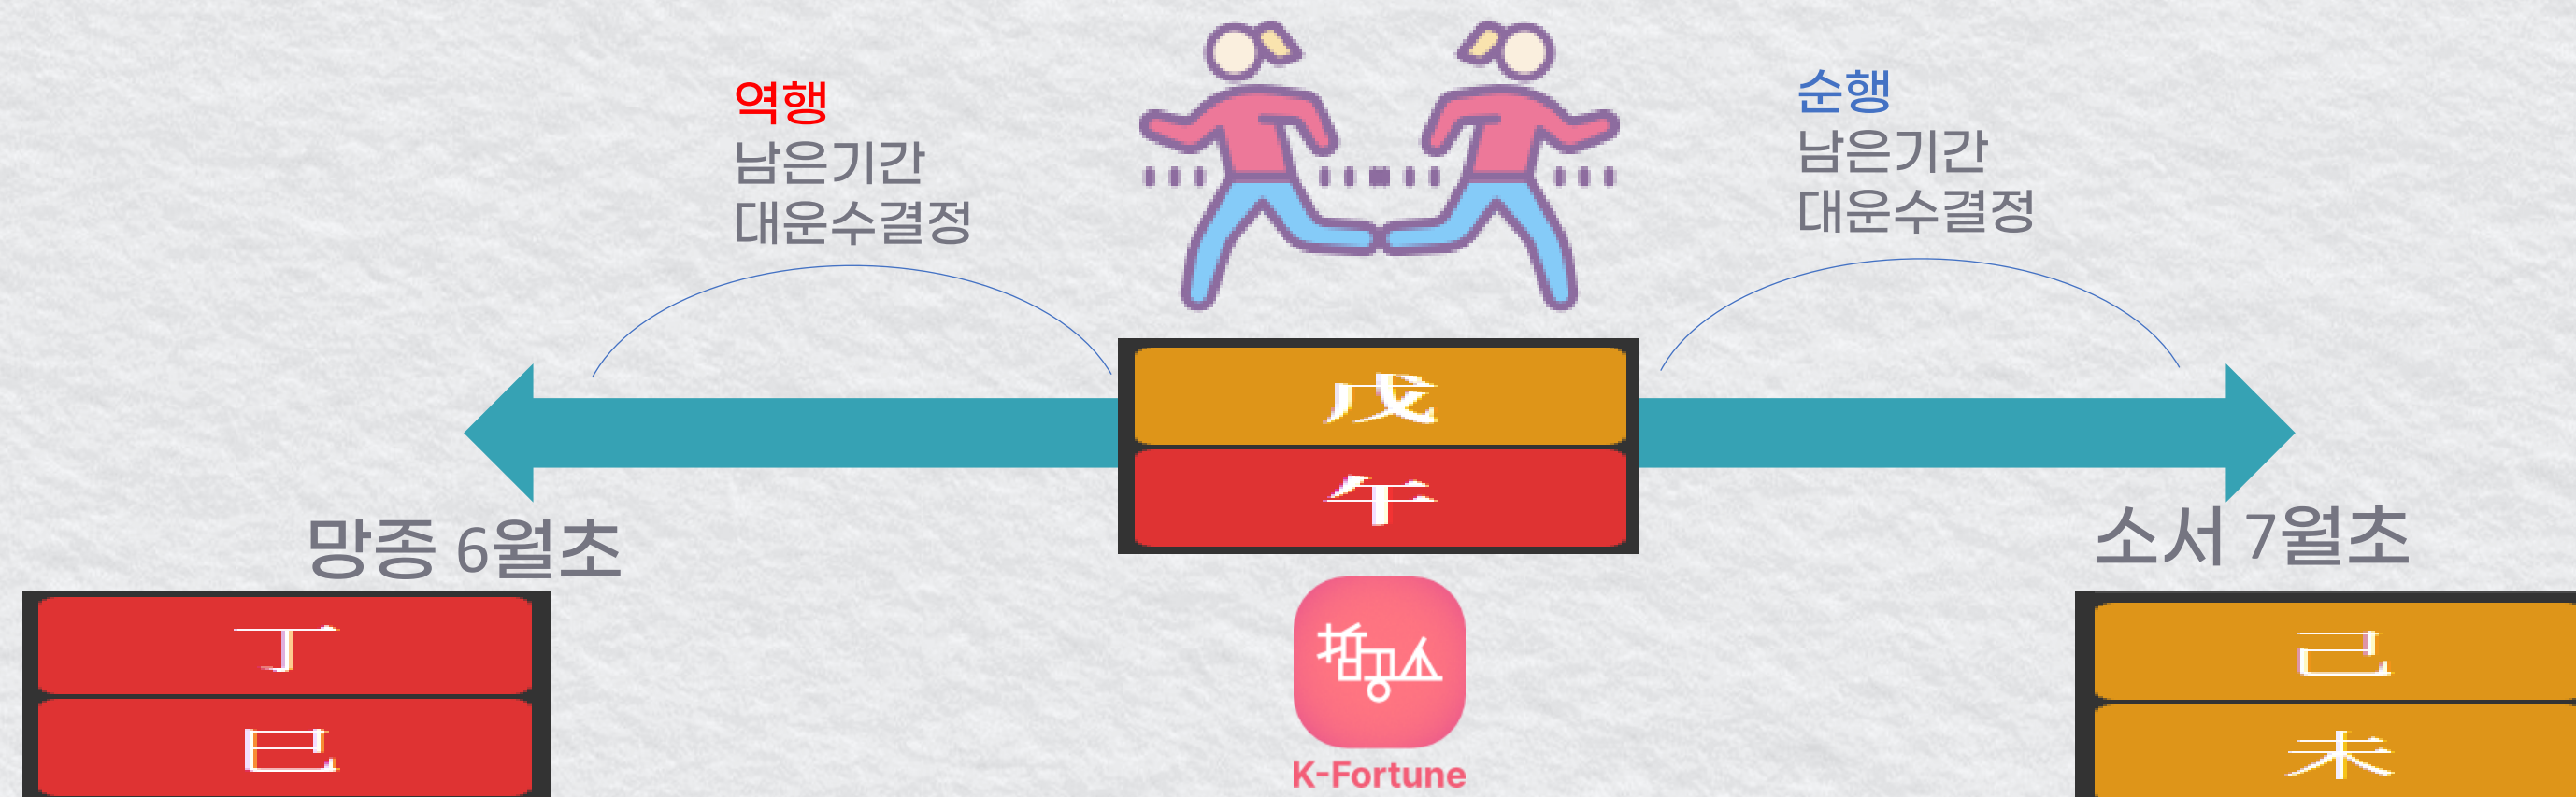 역행
남은기간
대운수결정
순행
남은기간
대운수결정
戊
午
망종 6월초
소서 7월초
丁
巳
己
未
K-Fortune